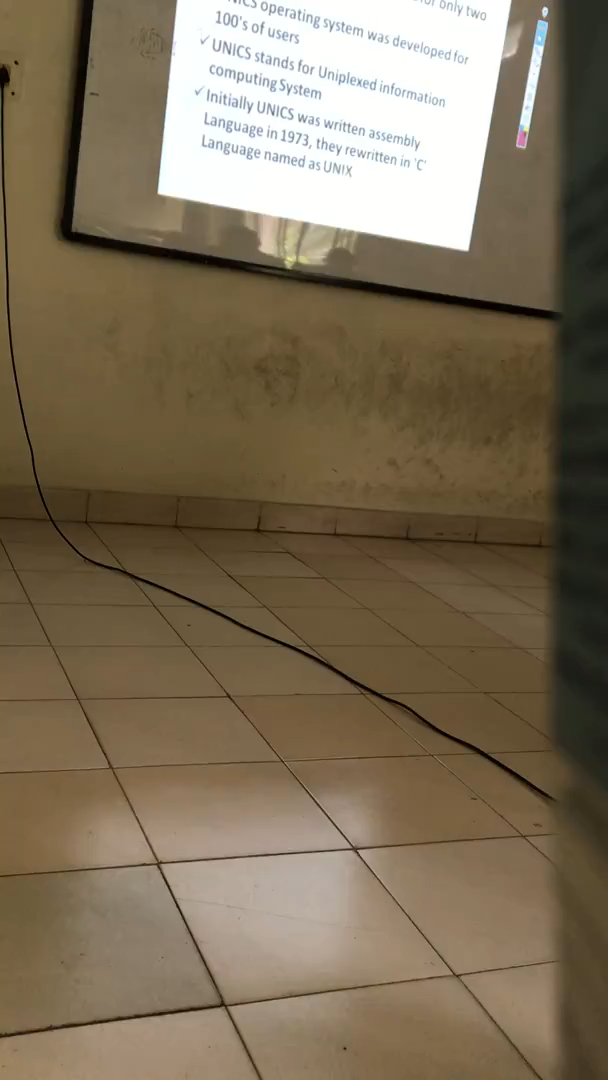 only two
operating system was developed for
100's of users
✓ UNICS stands for Uniplexed information
computing System
✓ Initially UNICS was written assembly
Language in 1973, they rewritten in 'C'
Language named as UNIX